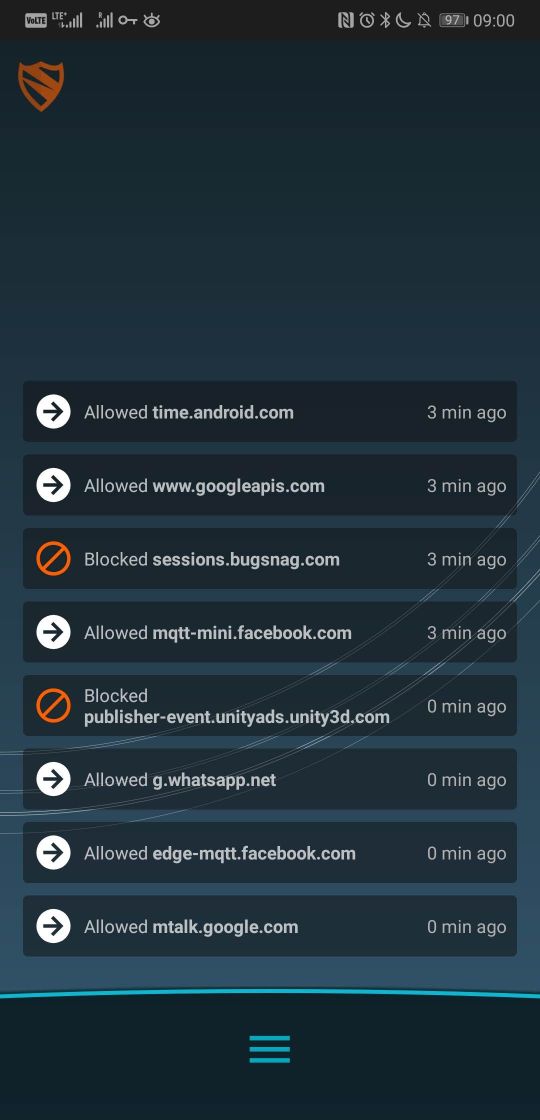 VoLTE LTE+ R 97 09:00
Allowed time.android.com 3 min ago
Allowed www.googleapis.com 3 min ago
Blocked sessions.bugsnag.com 3 min ago
Allowed mqtt-mini.facebook.com 3 min ago
Blocked
publisher-event.unityads.unity3d.com 0 min ago
Allowed g.whatsapp.net 0 min ago
Allowed edge-mqtt.facebook.com 0 min ago
Allowed mtalk.google.com 0 min ago